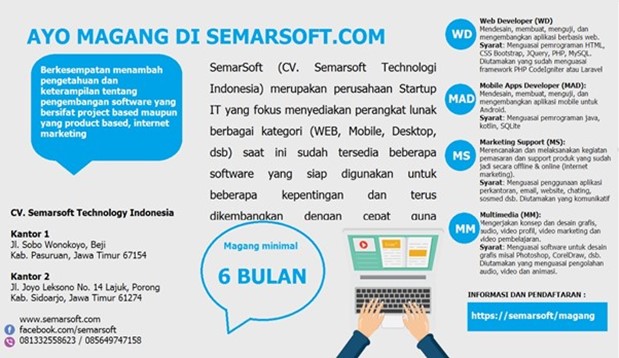 AYO MAGANG DI SEMARSOFT.COM
Berkesempatan menambah
pengetahuan dan
keterampilan tentang
pengembangan software yang
bersifat project based maupun
yang product based, internet
marketing
SemarSoft (CV. Semarsoft Technologi
Indonesia) merupakan perusahaan Startup
IT yang fokus menyediakan perangkat lunak
berbagai kategori (WEB, Mobile, Desktop,
dsb) saat ini sudah tersedia beberapa
software yang siap digunakan untuk
beberapa kepentingan dan terus
dikembangkan dengan cepat guna
CV. Semarsoft Technology Indonesia
Kantor 1
Jl. Sobo Wonokoyo, Beji
Kab. Pasuruan, Jawa Timur 67154
Kantor 2
Jl. Joyo Leksono No. 14 Lajuk, Porong
Kab. Sidoarjo, Jawa Timur 61274
www.semarsoft.com
facebook.com/semarsoft
081332558623 / 085649747158
Magang minimal
6 BULAN
WD
Web Developer (WD)
Mendesain, membuat, menguji, dan
mengembangkan aplikasi berbasis web.
Syarat: Menguasai pemrograman HTML,
CSS Bootstrap, JQuery, PHP, MySQL.
Diutamakan yang sudah menguasai
framework PHP CodeIgniter atau Laravel
MAD
Mobile Apps Developer (MAD):
Mendesain, membuat, menguji, dan
mengembangkan aplikasi mobile untuk
Android.
Syarat: Menguasai pemrograman java,
kotlin, SQLite
MS
Marketing Support (MS):
Merencanakan dan melaksanakan kegiatan
pemasaran dan support produk yang sudah
jadi secara offline & online (internet
marketing).
Syarat: Menguasai penggunaan aplikasi
perkantoran, email, website, chating,
sosmed dsb. Diutamakan yang komunikatif
MM
Multimedia (MM):
Mengerjakan konsep dan desain grafis,
audio, video profil, video marketing dan
video pembelajaran.
Syarat: Menguasai software untuk desain
grafis misal Photoshop, CorelDraw, dsb.
Diutamakan yang menguasai pengolahan
audio, video dan animasi.
INFORMASI DAN PENDAFTARAN :
https://semarsoft/magang